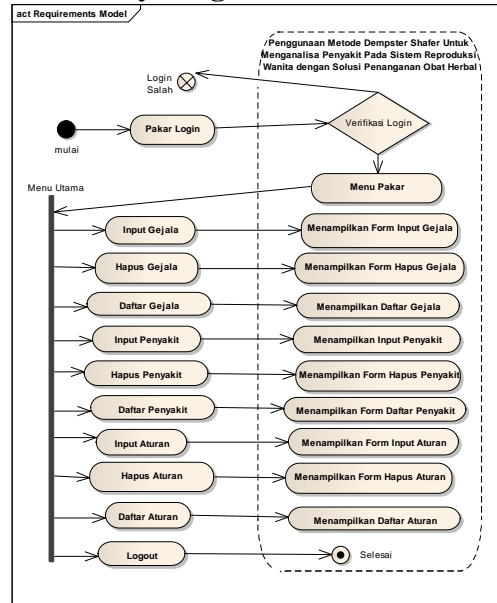 act Requirements Model
Penggunaan Metode Dempster Shafer Untuk
Menganalisa Penyakit Pada Sistem Reproduksi
Wanita dengan Solusi Penanganan Obat Herbal
Login
Salah
mulai
Pakar Login
Verifikasi Login
Menu Utama
Menu Pakar
Input Gejala
Menampilkan Form Input Gejala
Hapus Gejala
Menampilkan Form Hapus Gejala
Daftar Gejala
Menampilkan Daftar Gejala
Input Penyakit
Menampilkan Input Penyakit
Hapus Penyakit
Menampilkan Form Hapus Penyakit
Daftar Penyakit
Menampilkan Form Daftar Penyakit
Input Aturan
Menampilkan Form Input Aturan
Hapus Aturan
Menampilkan Form Hapus Aturan
Daftar Aturan
Menampilkan Daftar Aturan
Logout
Selesai